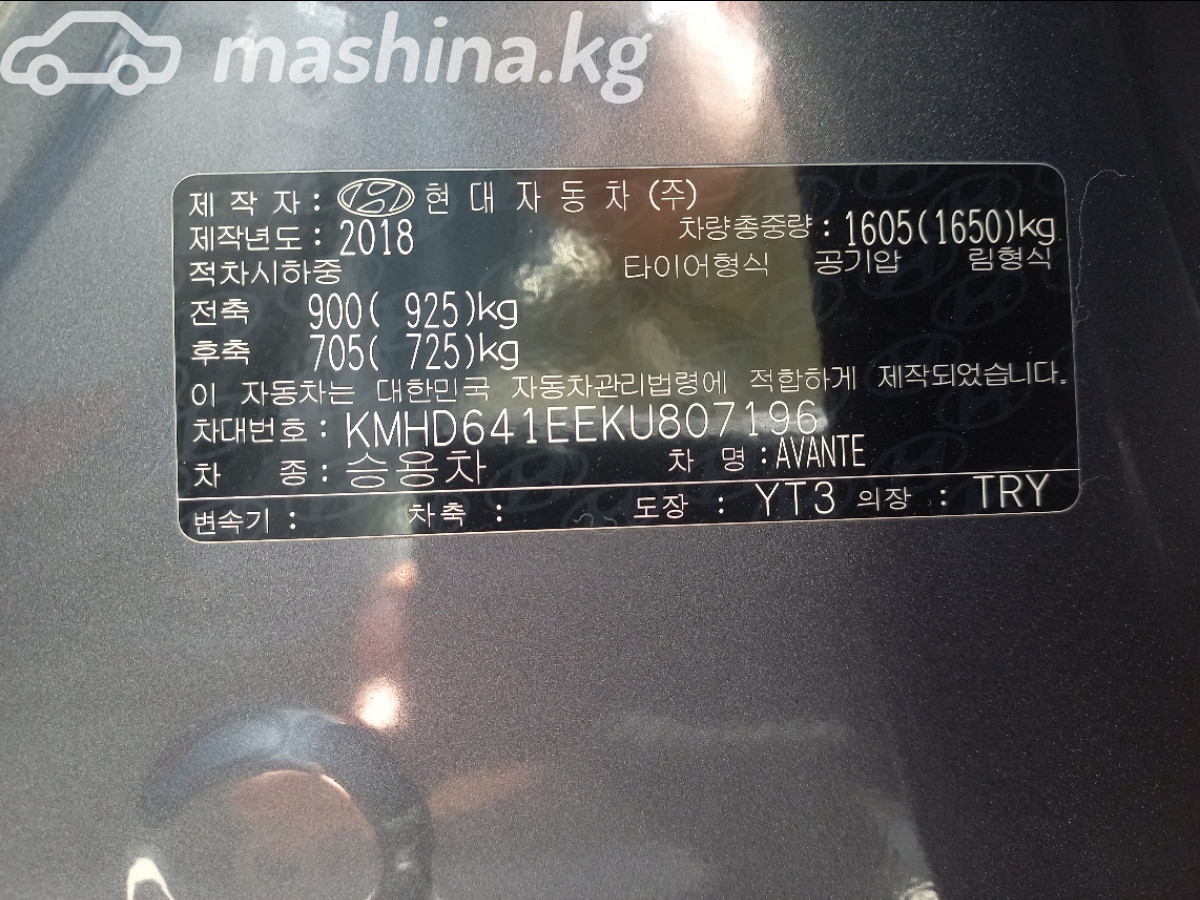 mashina.kg
제작자: 현대자동차(주)
제작년도: 2018 차량총중량: 1605(1650)kg
적차시하중 타이어형식 공기압 림형식
전축 900( 925)kg
후축 705( 725)kg
이 자동차는 대한민국 자동차관리법령에 적합하게 제작되었습니다.
차대번호: KMHD641EEKU807196
차 종: 승용차 차 명: AVANTE
변속기: 차축: 도장: YT3 의장: TRY